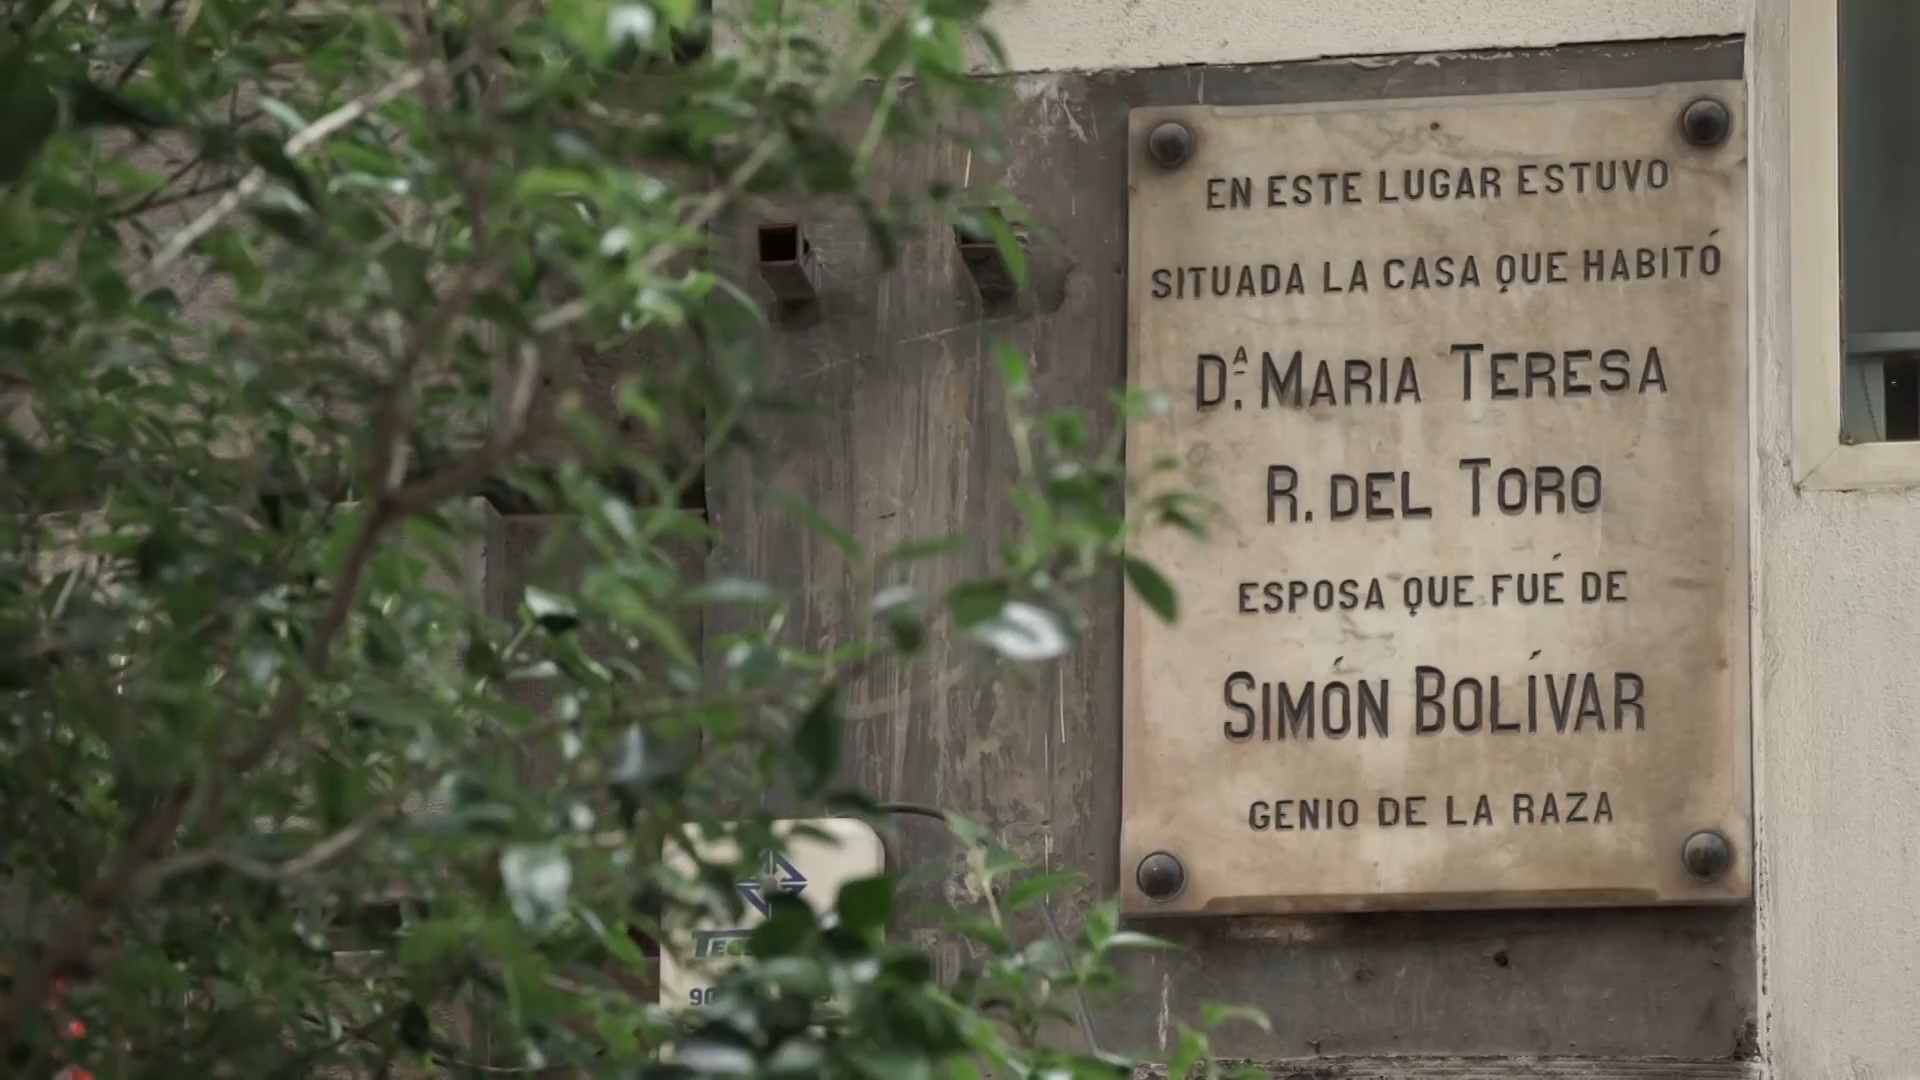 EN ESTE LUGAR ESTUVO
SITUADA LA CASA QUE HABITÓ
Dª. MARIA TERESA
R. DEL TORO
ESPOSA QUE FUÉ DE
SIMÓN BOLÍVAR
GENIO DE LA RAZA